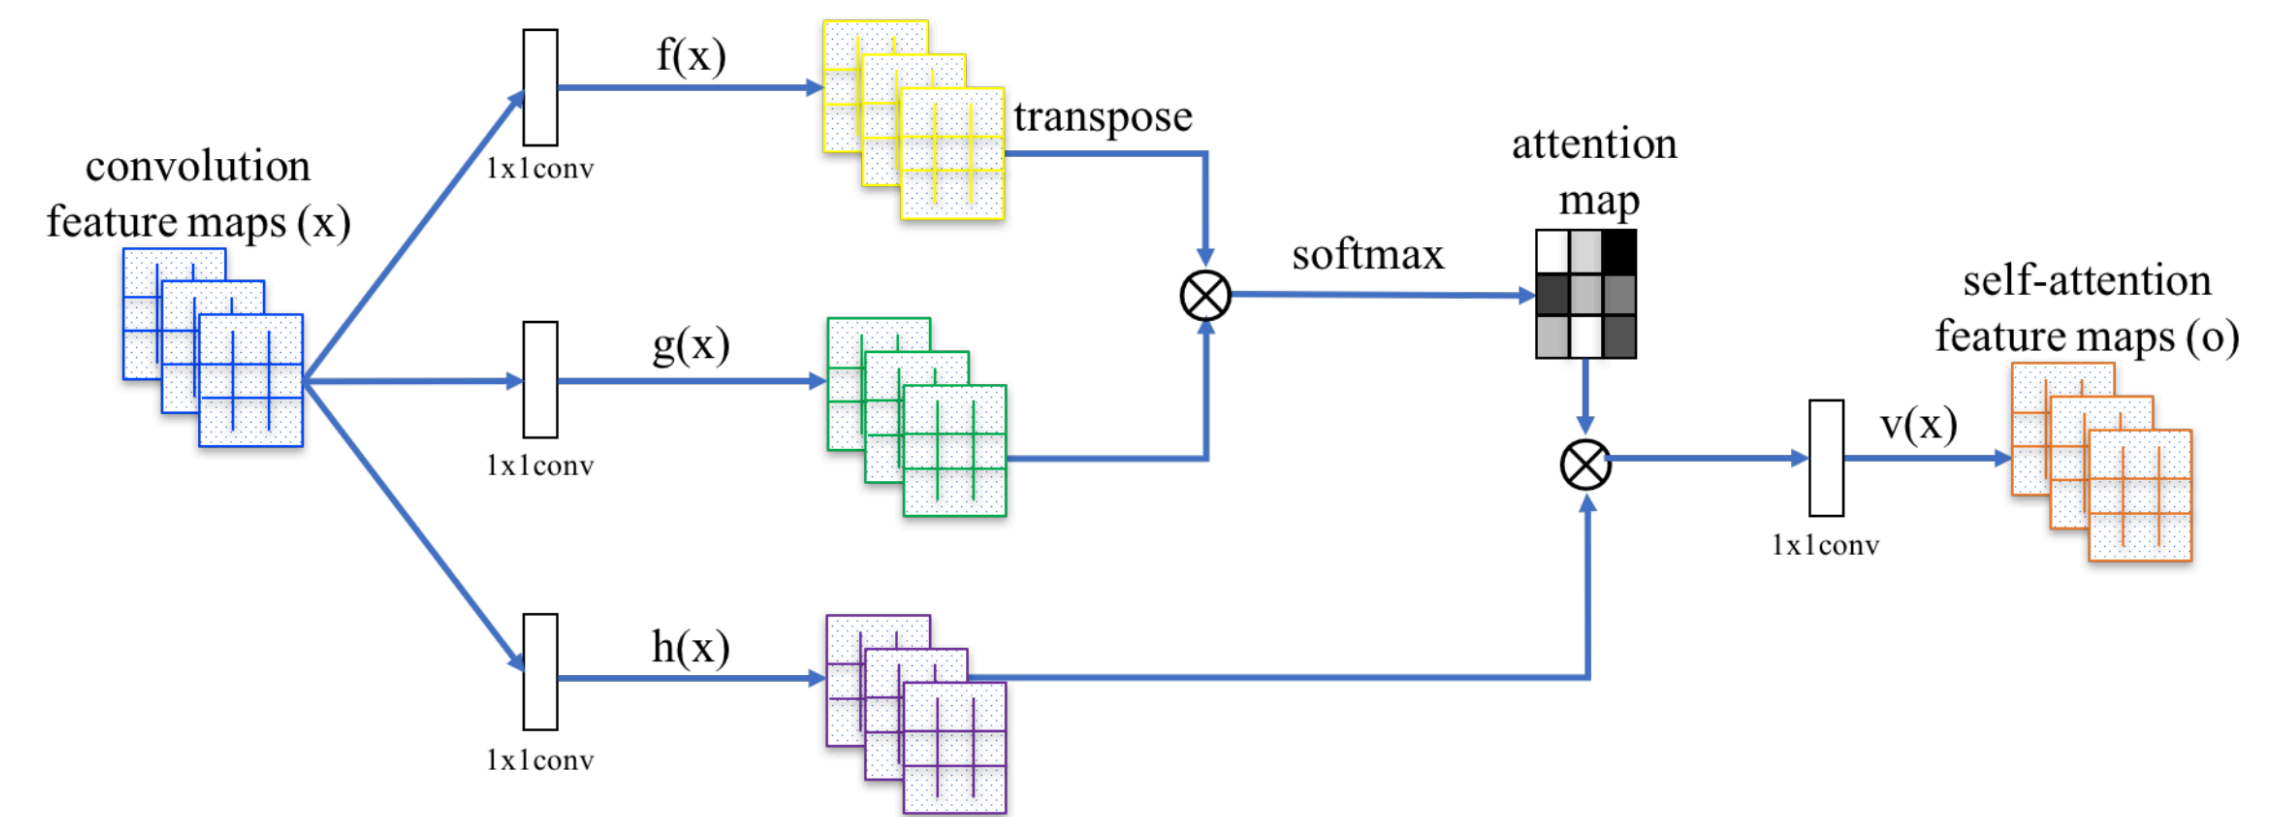 convolution
feature maps (x)
f(x)
1x1conv
transpose
g(x)
1x1conv
h(x)
1x1conv
softmax
attention
map
v(x)
1x1conv
self-attention
feature maps (o)